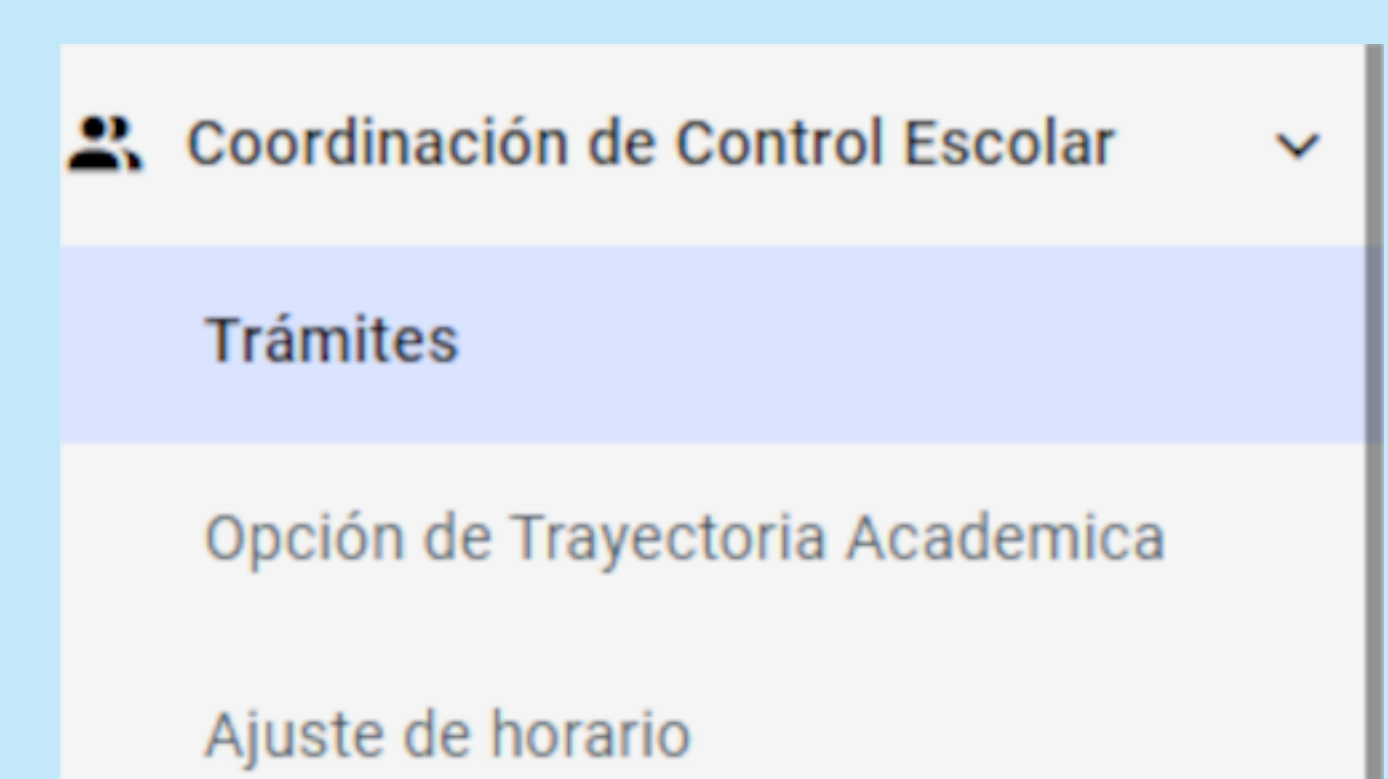 Coordinación de Control Escolar
Trámites
Opción de Trayectoria Academica
Ajuste de horario